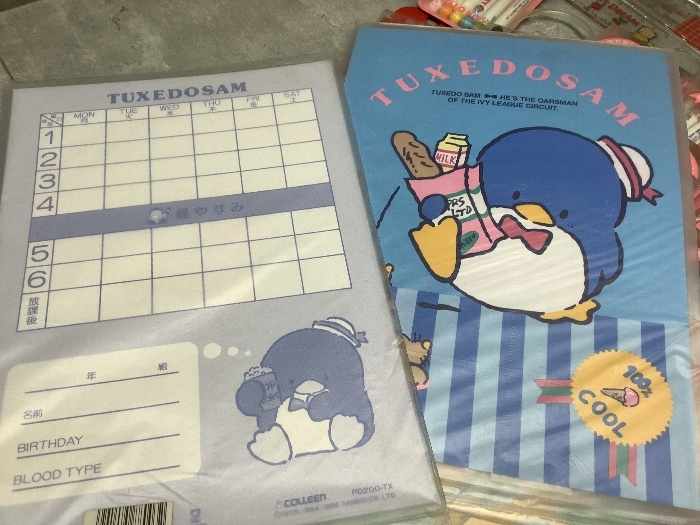 TUXEDOSAM
MON TUE WED THU FRI SAT
月 火 水 木 金 土
1
2
3
4
昼やすみ
5
6
放課後
年 組
名前
BIRTHDAY
BLOOD TYPE
COLLEEN PD200-TX
TUXEDOSAM
TUXEDO SAM HE'S THE OARSMAN
OF THE IVY LEAGUE CIRCUIT.
MILK
LTD
100%
COOL